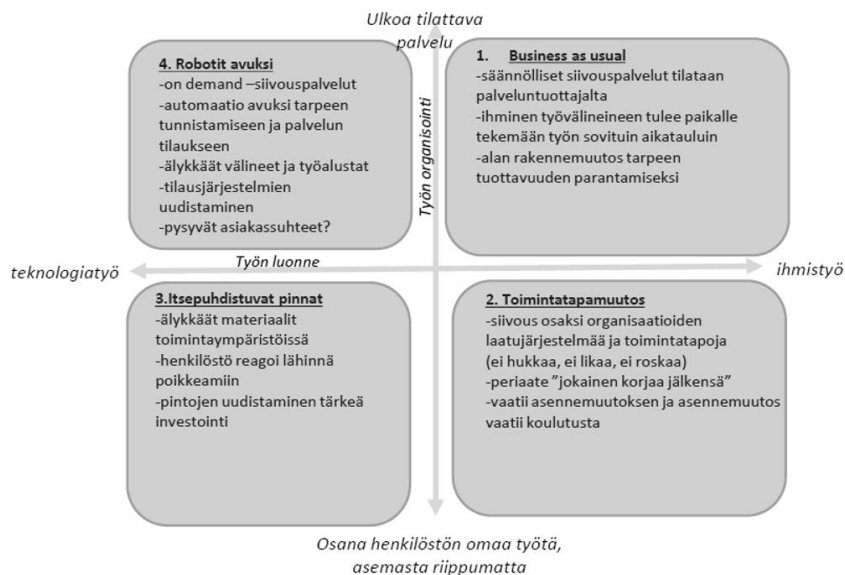 Ulkoa tilattava
palvelu
4. Robotit avuksi
-on demand –siivouspalvelut
-automaatio avuksi tarpeen
tunnistamiseen ja palvelun
tilaukseen
-älykkäät välineet ja työalustat
-tilausjärjestelmien
uudistaminen
-pysyvät asiakassuhteet?
Työn organisointi
1. Business as usual
-säännölliset siivouspalvelut tilataan
palveluntuottajalta
-ihminen työvälineineen tulee paikalle
tekemään työn sovituin aikatauluin
-alan rakennemuutos tarpeen
tuottavuuden parantamiseksi
teknologiatyö
Työn luonne
ihmistyö
3.Itsepuhdistuvat pinnat
-älykkäät materiaalit
toimintaympäristöissä
-henkilöstö reagoi lähinnä
poikkeamiin
-pintojen uudistaminen tärkeä
investointi
2. Toimintatapamuutos
-siivous osaksi organisaatioiden
laatujärjestelmää ja toimintatapoja
(ei hukkaa, ei likaa, ei roskaa)
-periaate ”jokainen korjaa jälkensä”
-vaatii asennemuutoksen ja asennemuutos
vaatii koulutusta
Osana henkilöstön omaa työtä,
asemasta riippumatta